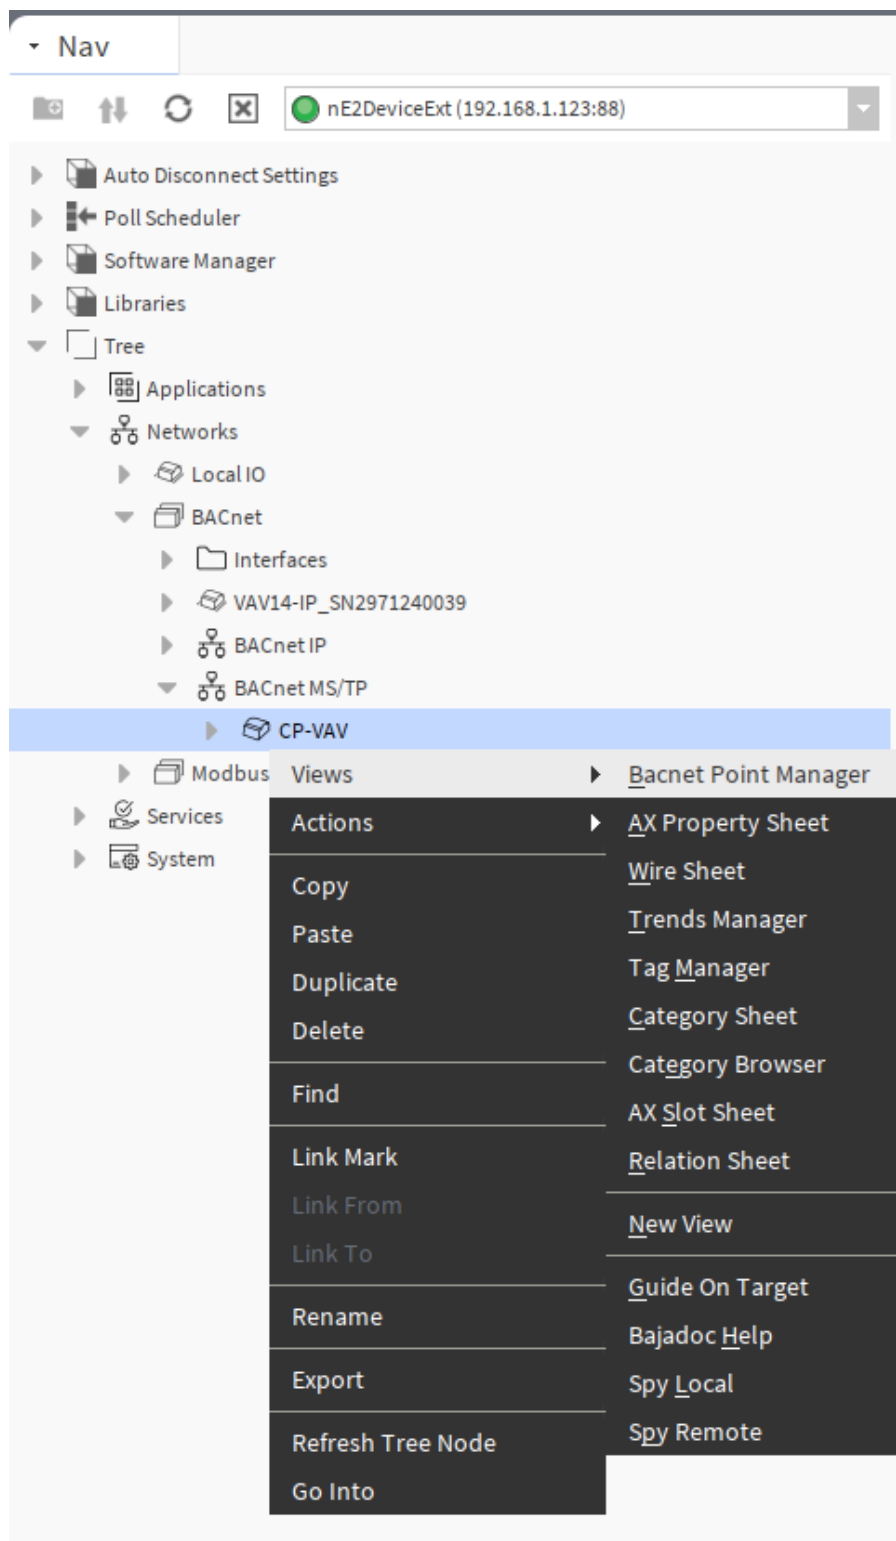 Nav
nE2DeviceExt (192.168.1.123:88)
Auto Disconnect Settings
Poll Scheduler
Software Manager
Libraries
Tree
Applications
Networks
Local IO
BACnet
Interfaces
VAV14-IP_SN2971240039
BACnet IP
BACnet MS/TP
CP-VAV
Modbus
Services
System
Views
Actions
Copy
Paste
Duplicate
Delete
Find
Link Mark
Link From
Link To
Rename
Export
Refresh Tree Node
Go Into
Bacnet Point Manager
AX Property Sheet
Wire Sheet
Trends Manager
Tag Manager
Category Sheet
Category Browser
AX Slot Sheet
Relation Sheet
New View
Guide On Target
Bajadoc Help
Spy Local
Spy Remote